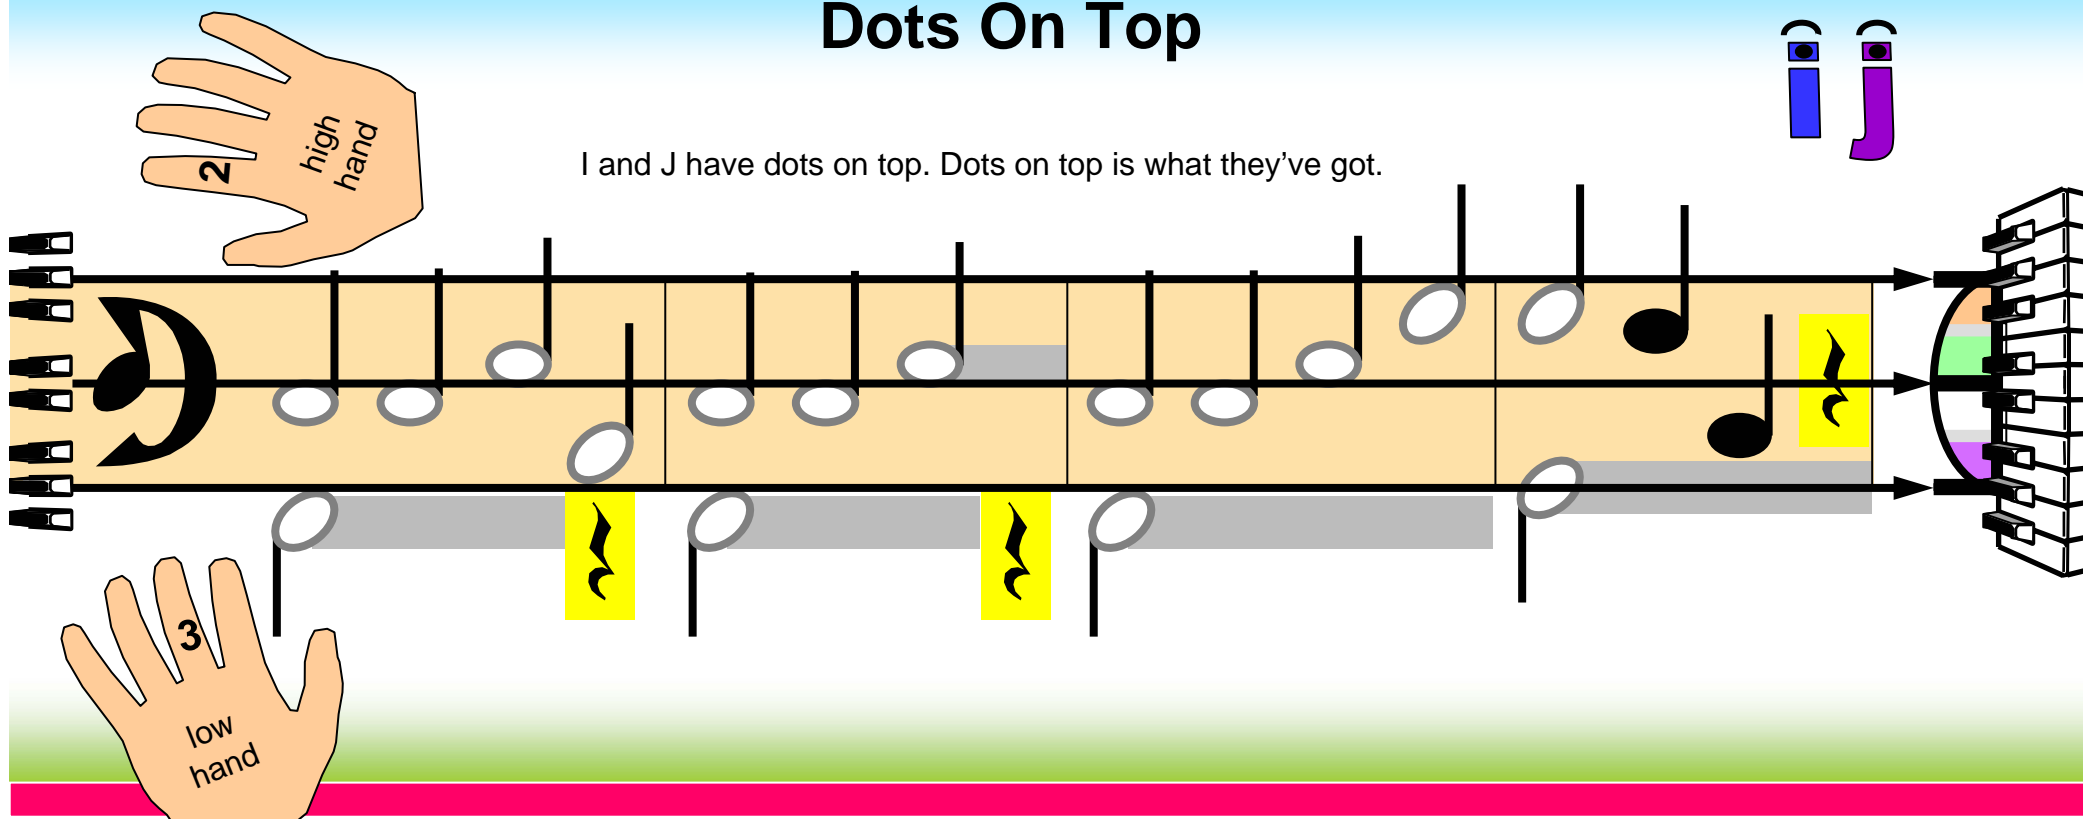 Dots On Top
i j
high
hand
2
I and J have dots on top. Dots on top is what they've got.
3
low
hand